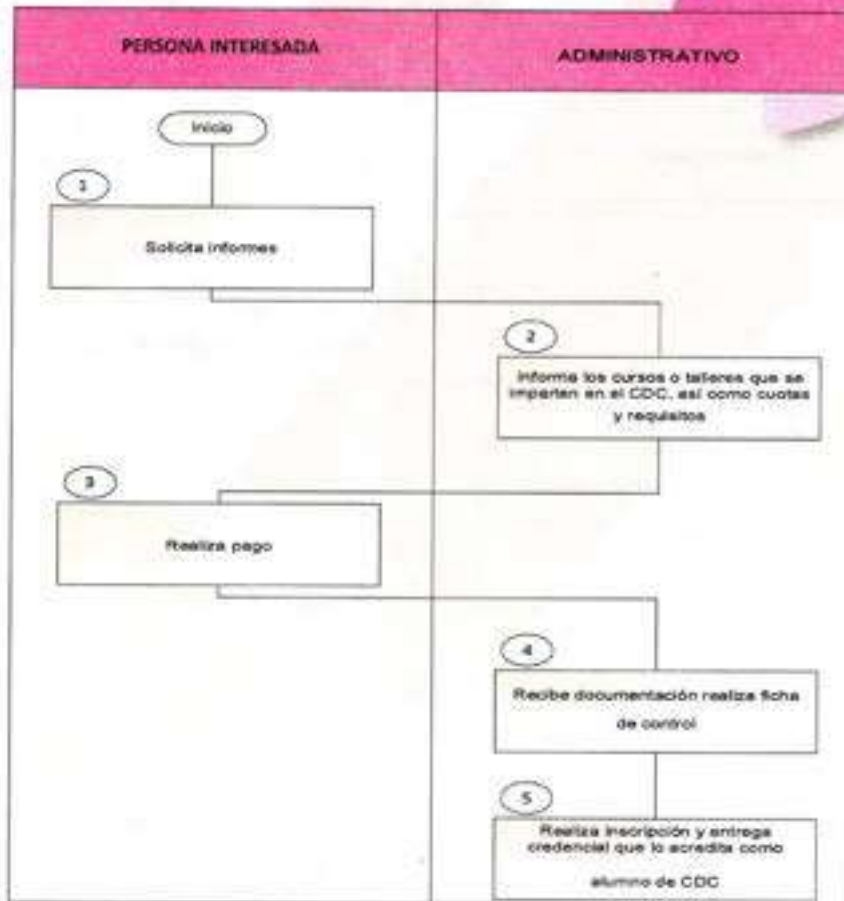 PERSONA INTERESADA
ADMINISTRATIVO
Inicio
1
Solicita informes
2
Informa los cursos o talleres que se
imparten en el CDC, así como cuotas
y requisitos
3
Realiza pago
4
Recibe documentación realiza ficha
de control
5
Realiza inscripción y entrega
credencial que lo acredita como
alumno de CDC